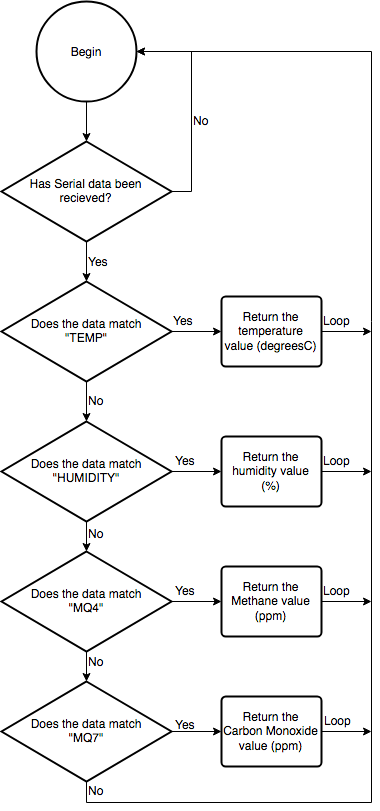 Begin
No
Has Serial data been
recieved?
Yes
Does the data match
"TEMP"
Yes
Return the
temperature
value (degreesC)
Loop
No
Does the data match
"HUMIDITY"
Yes
Return the
humidity value
(%)
Loop
No
Does the data match
"MQ4"
Yes
Return the
Methane value
(ppm)
Loop
No
Does the data match
"MQ7"
Yes
Return the
Carbon Monoxide
value (ppm)
Loop
No